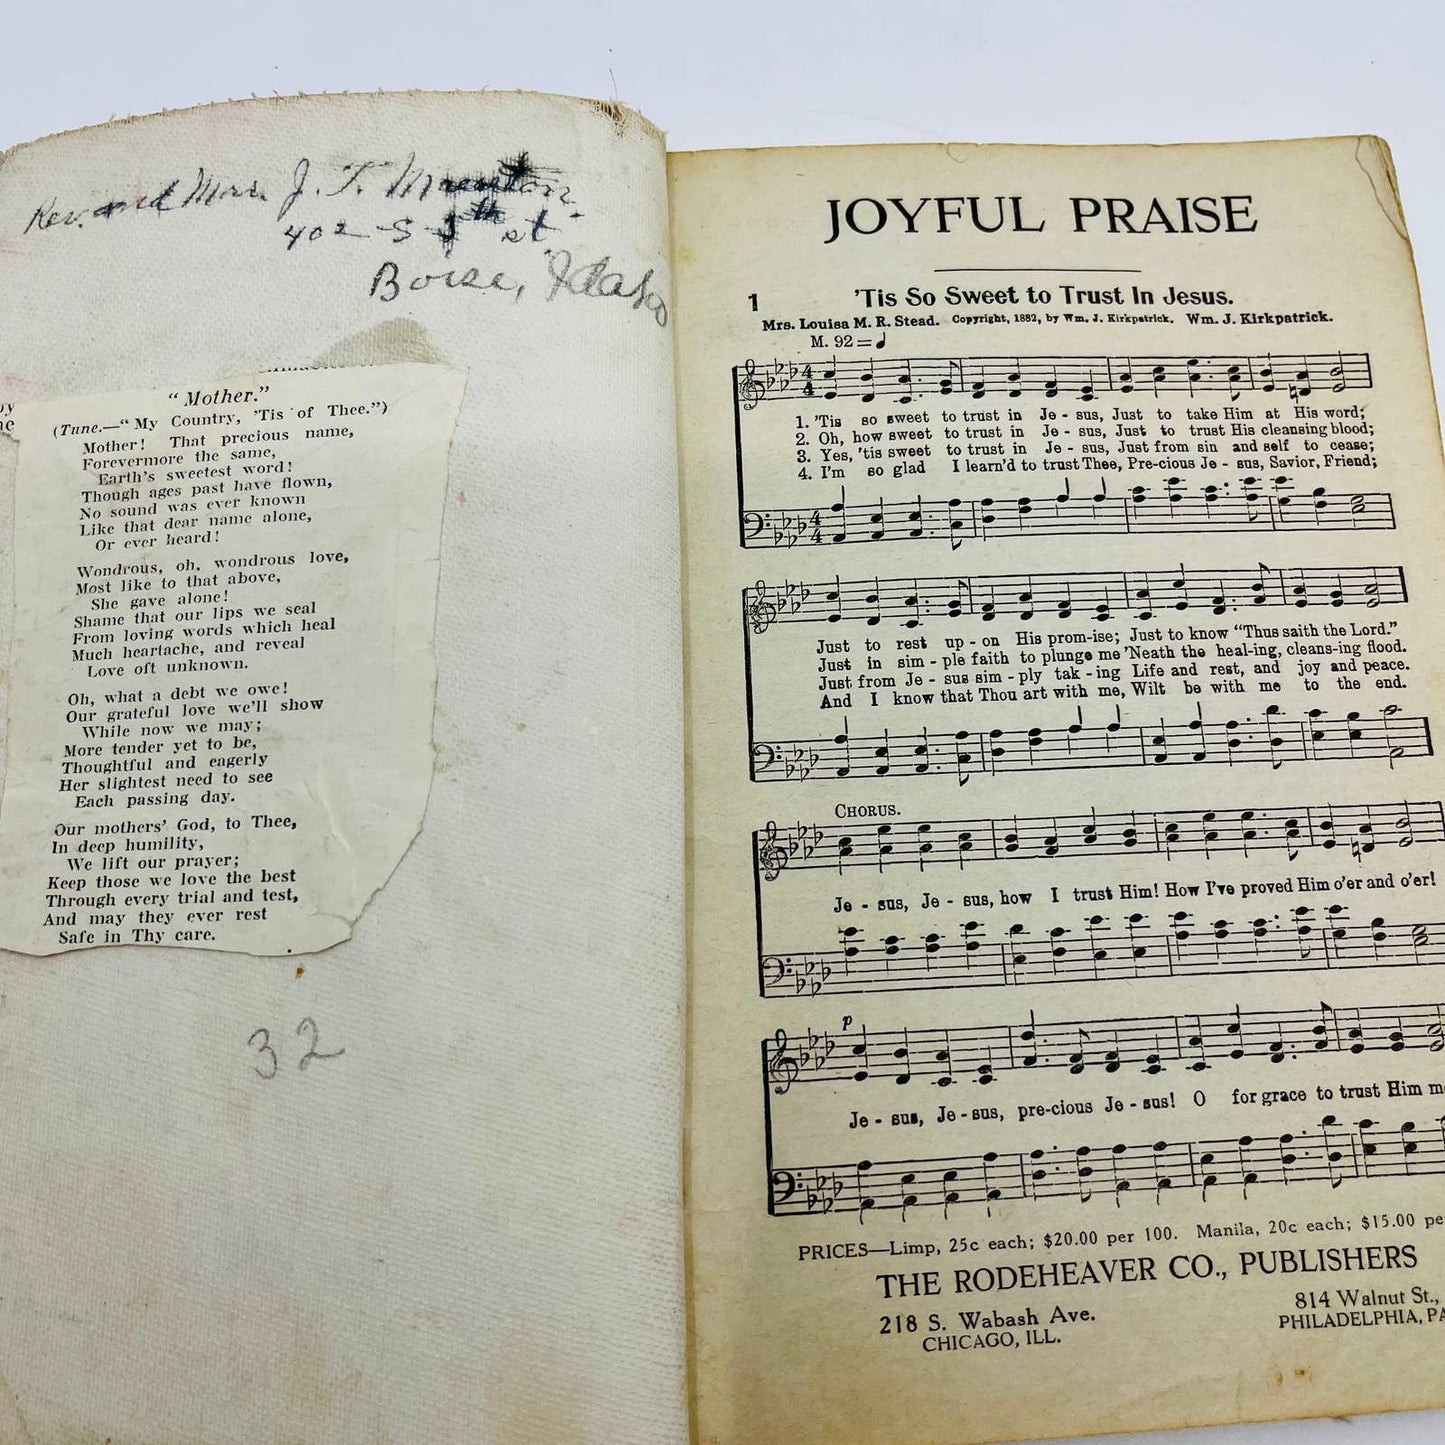 Rev. and Mrs. J. T.
402 S 5th st
Boise, Idaho
"Mother."
(Tune.—"My Country, 'Tis of Thee.")
Mother! That precious name,
Forevermore the same,
Earth's sweetest word!
Though ages past have flown,
No sound was ever known
Like that dear name alone,
Or ever heard!
Wondrous, oh, wondrous love,
Most like to that above,
She gave alone!
Shame that our lips we seal
From loving words which heal
Much heartache, and reveal
Love oft unknown.
Oh, what a debt we owe!
Our grateful love we'll show
While now we may;
More tender yet to be,
Thoughtful and eagerly
Her slightest need to see
Each passing day.
Our mothers' God, to Thee,
In deep humility,
We lift our prayer;
Keep those we love the best
Through every trial and test,
And may they ever rest
Safe in Thy care.
32
JOYFUL PRAISE
1 'Tis So Sweet to Trust In Jesus.
Mrs. Louisa M. R. Stead. Copyright, 1882, by Wm. J. Kirkpatrick. Wm. J. Kirkpatrick.
M. 92=♩
1. 'Tis so sweet to trust in Je - sus, Just to take Him at His word;
2. Oh, how sweet to trust in Je - sus, Just to trust His cleansing blood;
3. Yes, 'tis sweet to trust in Je - sus, Just from sin and self to cease;
4. I'm so glad I learn'd to trust Thee, Pre-cious Je - sus, Savior, Friend;
Just to rest up - on His prom-ise; Just to know "Thus saith the Lord."
Just in sim - ple faith to plunge me 'Neath the heal-ing, cleans-ing flood.
Just from Je - sus sim - ply tak - ing Life and rest, and joy and peace.
And I know that Thou art with me, Wilt be with me to the end.
CHORUS.
Je - sus, Je - sus, how I trust Him! How I've proved Him o'er and o'er!
p
Je - sus, Je - sus, pre-cious Je - sus! O for grace to trust Him m
PRICES—Limp, 25c each; $20.00 per 100. Manila, 20c each; $15.00 pe
THE RODEHEAVER CO., PUBLISHERS
218 S. Wabash Ave.
CHICAGO, ILL.
814 Walnut St.,
PHILADELPHIA, PA